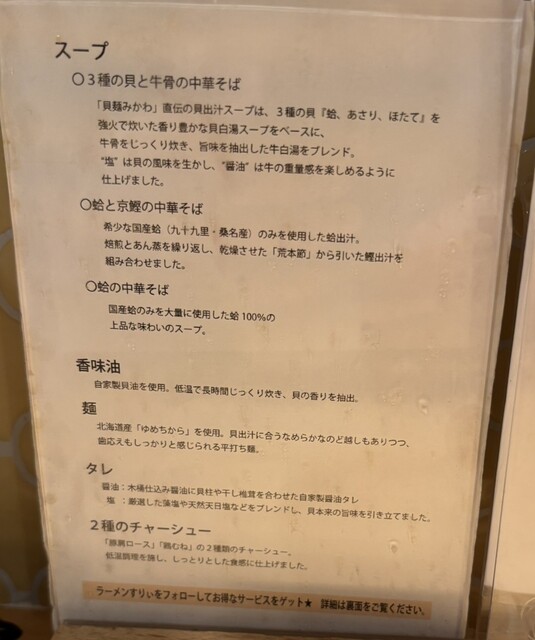 スープ
〇３種の貝と牛骨の中華そば
「貝麺みかわ」直伝の貝出汁スープは、３種の貝『蛤、あさり、ほたて』を
強火で炊いた香り豊かな貝白湯スープをベースに、
牛骨をじっくり炊き、旨味を抽出した牛白湯をブレンド。
“塩”は貝の風味を生かし、“醤油”は牛の重量感を楽しめるように
仕上げました。
〇蛤と京鰹の中華そば
希少な国産蛤（九十九里・桑名産）のみを使用した蛤出汁。
焙煎とあん蒸を繰り返し、乾燥させた「荒本節」から引いた鰹出汁を
組み合わせました。
〇蛤の中華そば
国産蛤のみを大量に使用した蛤100%の
上品な味わいのスープ。
香味油
自家製貝油を使用。低温で長時間じっくり炊き、貝の香りを抽出。
麺
北海道産「ゆめちから」を使用。貝出汁に合うなめらかなのど越しもありつつ、
歯応えもしっかりと感じられる平打ち麺。
タレ
醤油：木桶仕込み醤油に貝柱や干し椎茸を合わせた自家製醤油タレ
塩　：厳選した藻塩や天然天日塩などをブレンドし、貝本来の旨味を引き立てました。
２種のチャーシュー
「豚肩ロース」「鶏むね」の２種類のチャーシュー。
低温調理を施し、しっとりとした食感に仕上げました。
ラーメンすりぃをフォローしてお得なサービスをゲット★　詳細は裏面をご覧ください。